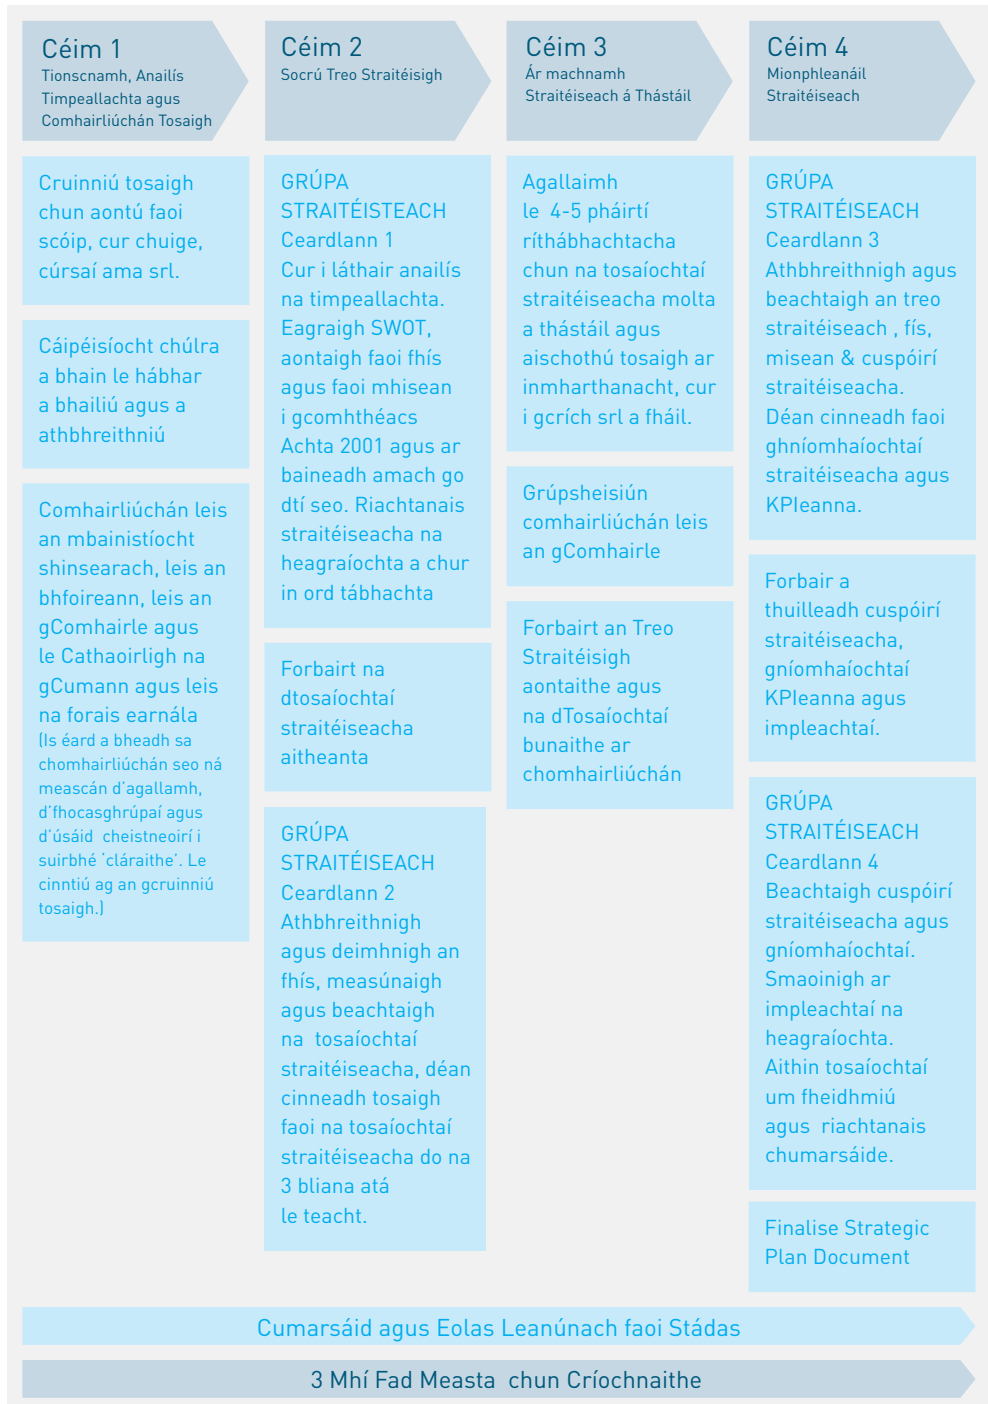 Céim 1
Tionscnamh, Anailís
Timpeallachta agus
Comhairliúchán Tosaigh
Cruinniú tosaigh
chun aontú faoi
scóip, cur chuige,
cúrsaí ama srl.
Cáipéisíocht chúlra
a bhain le hábhar
a bhailiú agus a
athbhreithniú
Comhairliúchán leis
an mbainistíocht
shinsearach, leis an
bhfoireann, leis an
gComhairle agus
le Cathaoirligh na
gCumann agus leis
na forais earnála
(Is éard a bheadh sa
chomhairliúchán seo ná
meascán d'agallamh,
d'fhocasghrúpaí agus
d'úsáid  cheistneoirí i
suirbhé 'cláraithe'. Le
cinntiú ag an gcruinniú
tosaigh.)
Céim 2
Socrú Treo Straitéisigh
GRÚPA
STRAITÉISTEACH
Ceardlann 1
Cur i láthair anailís
na timpeallachta.
Eagraigh SWOT,
aontaigh faoi fhís
agus faoi mhisean
i gcomhthéacs
Achta 2001 agus ar
baineadh amach go
dtí seo. Riachtanais
straitéiseacha na
heagraíochta a chur
in ord tábhachta
Forbairt na
dtosaíochtaí
straitéiseacha
aitheanta
GRÚPA
STRAITÉISEACH
Ceardlann 2
Athbhreithnigh
agus deimhnigh an
fhís, measúnaigh
agus beachtaigh
na  tosaíochtaí
straitéiseacha, déan
cinneadh tosaigh
faoi na tosaíochtaí
straitéiseacha do na
3 bliana atá
le teacht.
Céim 3
Ár machnamh
Straitéiseach á Thástáil
Agallaimh
le  4-5 pháirtí
ríthábhachtacha
chun na tosaíochtaí
straitéiseacha molta
a thástáil agus
aischothú tosaigh ar
inmharthanacht, cur
i gcrích srl a fháil.
Grúpsheisiún
comhairliúchán leis
an gComhairle
Forbairt an Treo
Straitéisigh
aontaithe agus
na dTosaíochtaí
bunaithe ar
chomhairliúchán
Céim 4
Mionphleanáil
Straitéiseach
GRÚPA
STRAITÉISEACH
Ceardlann 3
Athbhreithnigh agus
beachtaigh an treo
straitéiseach , fís,
misean & cuspóirí
straitéiseacha.
Déan cinneadh faoi
ghníomhaíochtaí
straitéiseacha agus
KPIeanna.
Forbair a
thuilleadh cuspóirí
straitéiseacha,
gníomhaíochtaí
KPIeanna agus
impleachtaí.
GRÚPA
STRAITÉISEACH
Ceardlann 4
Beachtaigh cuspóirí
straitéiseacha agus
gníomhaíochtaí.
Smaoinigh ar
impleachtaí na
heagraíochta.
Aithin tosaíochtaí
um fheidhmiú
agus  riachtanais
chumarsáide.
Finalise Strategic
Plan Document
Cumarsáid agus Eolas Leanúnach faoi Stádas
3 Mhí Fad Measta  chun Críochnaithe